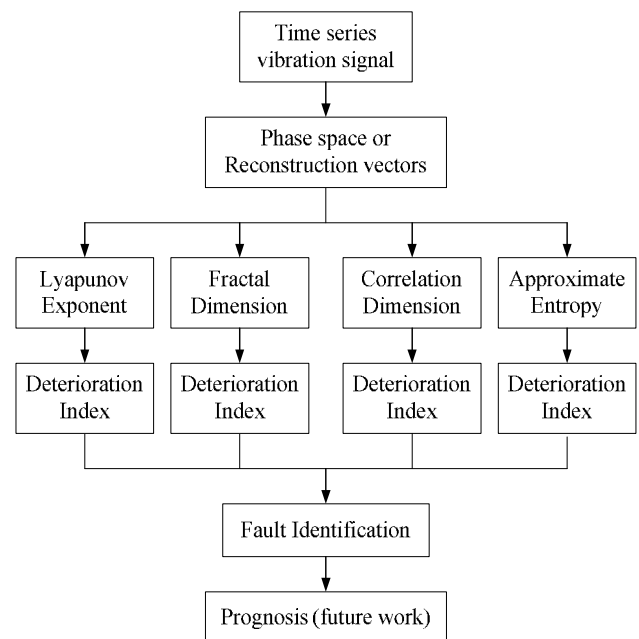 Time series
vibration signal
Phase space or
Reconstruction vectors
Lyapunov
Exponent
Fractal
Dimension
Correlation
Dimension
Approximate
Entropy
Deterioration
Index
Deterioration
Index
Deterioration
Index
Deterioration
Index
Fault Identification
Prognosis (future work)